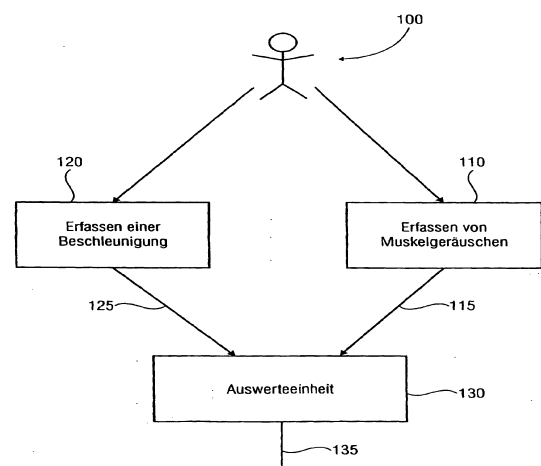 100
120
110
Erfassen einer
Beschleunigung
Erfassen von
Muskelgeräuschen
125
115
Auswerteeinheit
130
135